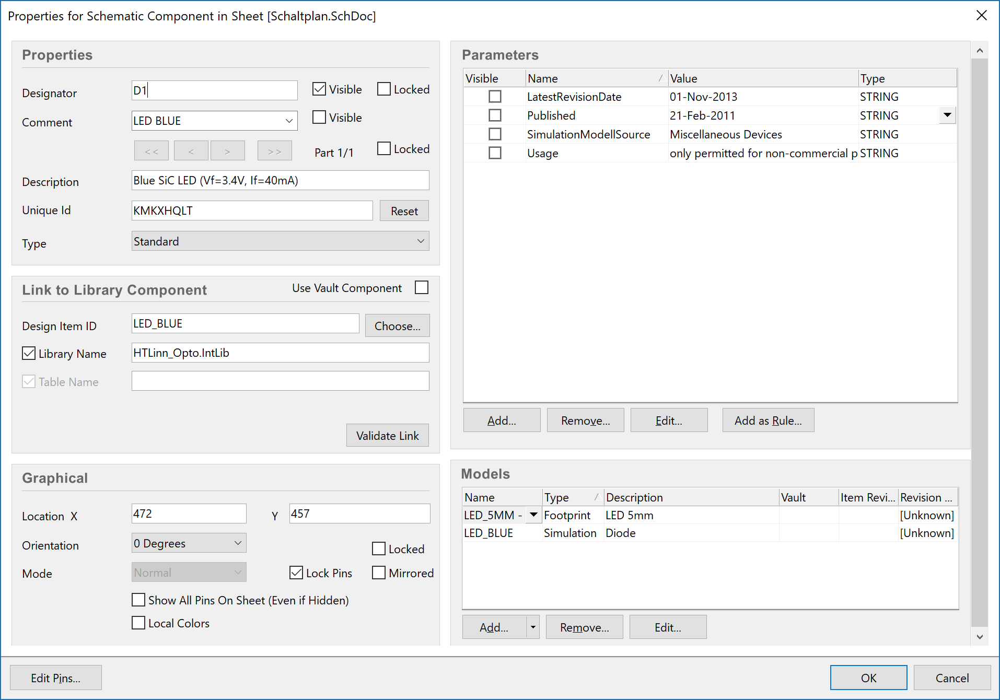 Properties for Schematic Component in Sheet [Schaltplan.SchDoc]
Properties
Designator D1 Visible Locked
Comment LED BLUE Visible
<< < > >> Part 1/1 Locked
Description Blue SiC LED (Vf=3.4V, If=40mA)
Unique Id KMKXHQLT Reset
Type Standard
Link to Library Component Use Vault Component
Design Item ID LED_BLUE Choose...
Library Name HTLinn_Opto.IntLib
Table Name
Validate Link
Graphical
Location X 472 Y 457
Orientation 0 Degrees Locked
Mode Normal Lock Pins Mirrored
Show All Pins On Sheet (Even if Hidden)
Local Colors
Parameters
Visible Name Value Type
LatestRevisionDate 01-Nov-2013 STRING
Published 21-Feb-2011 STRING
SimulationModellSource Miscellaneous Devices STRING
Usage only permitted for non-commercial p STRING
Add... Remove... Edit... Add as Rule...
Models
Name Type Description Vault Item Revi... Revision ...
LED_5MM - Footprint LED 5mm [Unknown]
LED_BLUE Simulation Diode [Unknown]
Add... Remove... Edit...
Edit Pins... OK Cancel